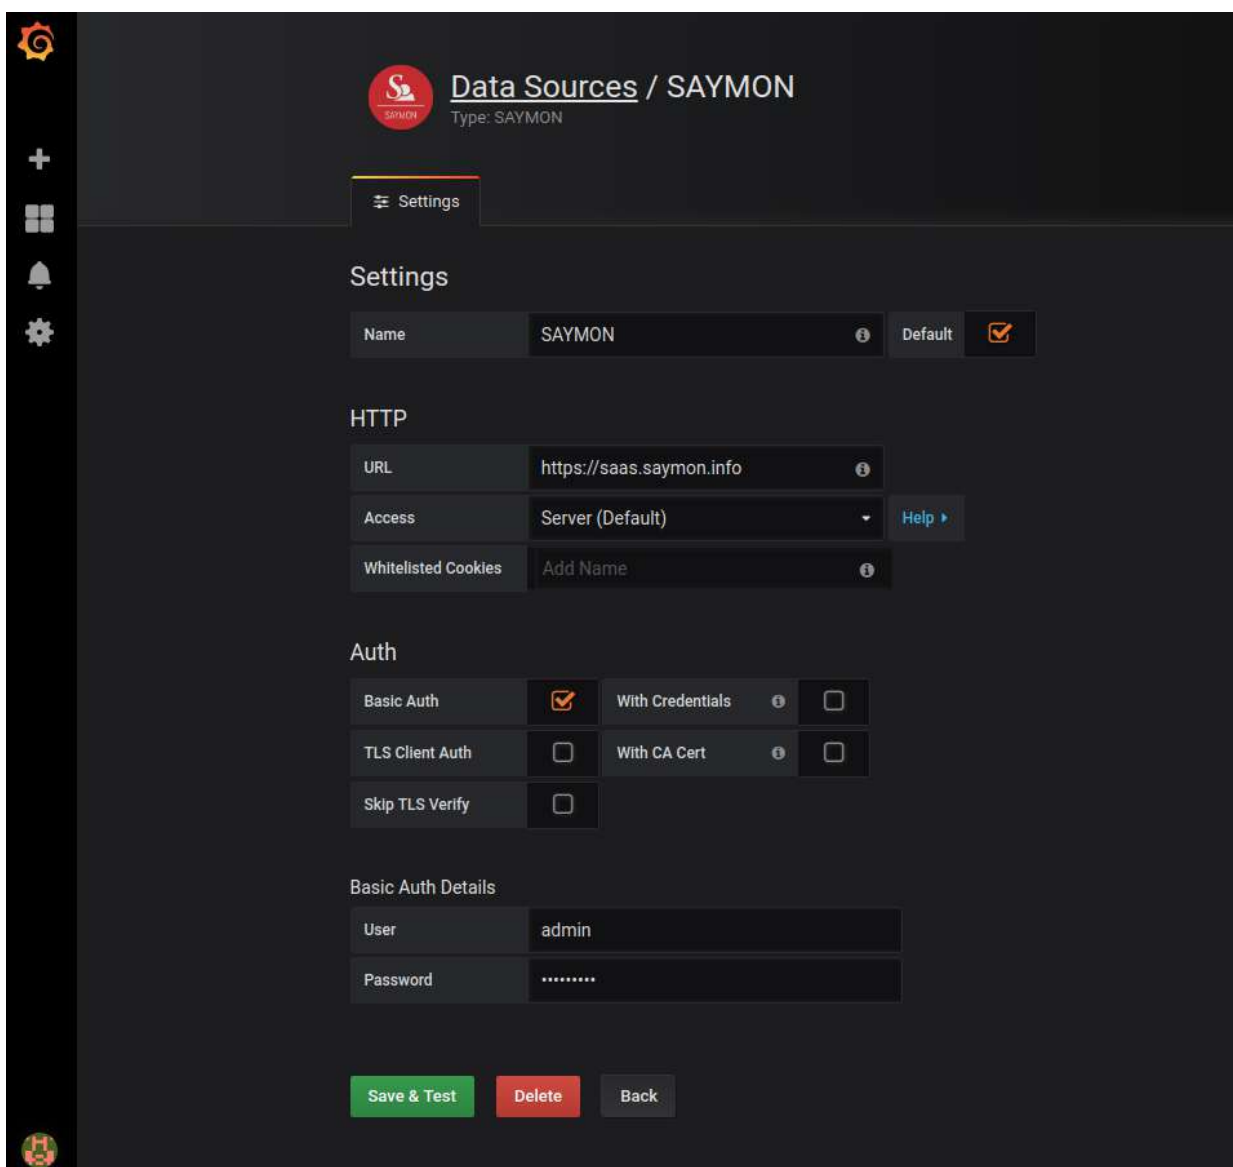 SAYMON
Data Sources / SAYMON
Type: SAYMON
Settings
Settings
Name SAYMON Default
HTTP
URL https://saas.saymon.info
Access Server (Default) Help
Whitelisted Cookies Add Name
Auth
Basic Auth With Credentials
TLS Client Auth With CA Cert
Skip TLS Verify
Basic Auth Details
User admin
Password •••••••••
Save & Test Delete Back